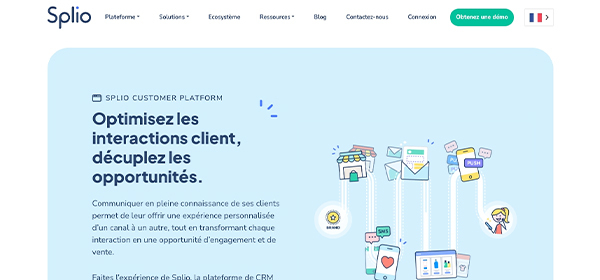 Splio
Plateforme Solutions Ecosystème Ressources Blog Contactez-nous Connexion Obtenez une démo
SPLIO CUSTOMER PLATFORM
Optimisez les
interactions client,
décuplez les
opportunités.
Communiquer en pleine connaissance de ses clients
permet de leur offrir une expérience personnalisée
d'un canal à un autre, tout en transformant chaque
interaction en une opportunité d'engagement et de
vente.
Faites l'expérience de Splio, la plateforme de CRM
PUSH
BRAND
SMS